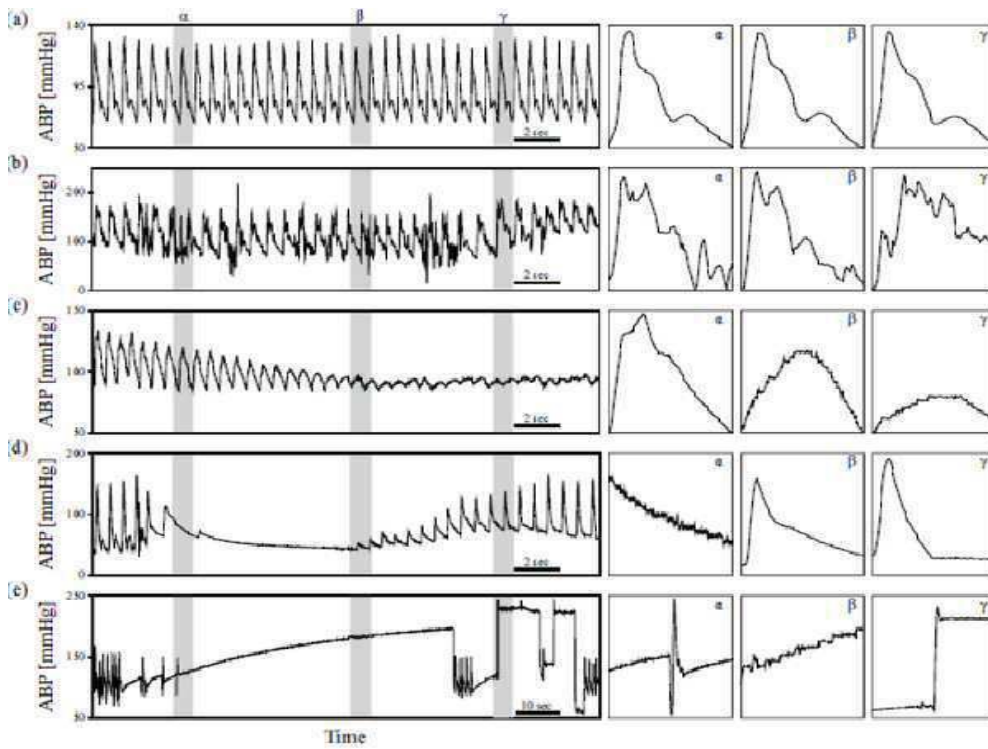 α β γ
(a) ABP [mmHg] 140 95 50 2 sec α β γ
(b) ABP [mmHg] 200 100 0 2 sec α β γ
(c) ABP [mmHg] 150 100 50 2 sec α β γ
(d) ABP [mmHg] 200 100 0 2 sec α β γ
(e) ABP [mmHg] 250 150 50 10 sec α β γ
Time